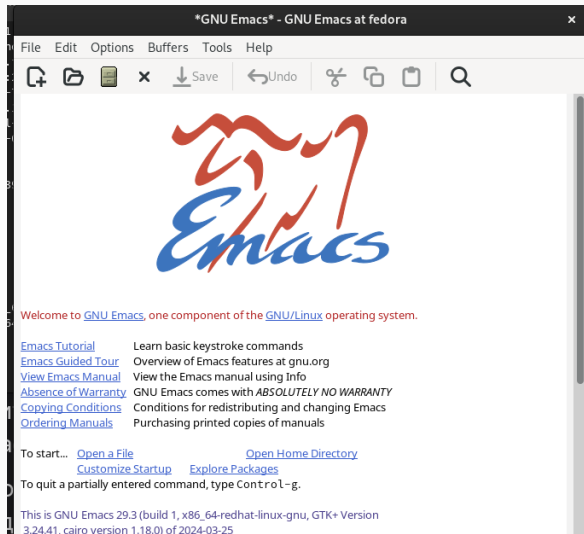 *GNU Emacs* - GNU Emacs at fedora
File Edit Options Buffers Tools Help
Save Undo
Emacs
Welcome to GNU Emacs, one component of the GNU/Linux operating system.
Emacs Tutorial Learn basic keystroke commands
Emacs Guided Tour Overview of Emacs features at gnu.org
View Emacs Manual View the Emacs manual using Info
Absence of Warranty GNU Emacs comes with ABSOLUTELY NO WARRANTY
Copying Conditions Conditions for redistributing and changing Emacs
Ordering Manuals Purchasing printed copies of manuals
To start... Open a File Open Home Directory
Customize Startup Explore Packages
To quit a partially entered command, type Control-g.
This is GNU Emacs 29.3 (build 1, x86_64-redhat-linux-gnu, GTK+ Version
3.24.41, cairo version 1.18.0) of 2024-03-25